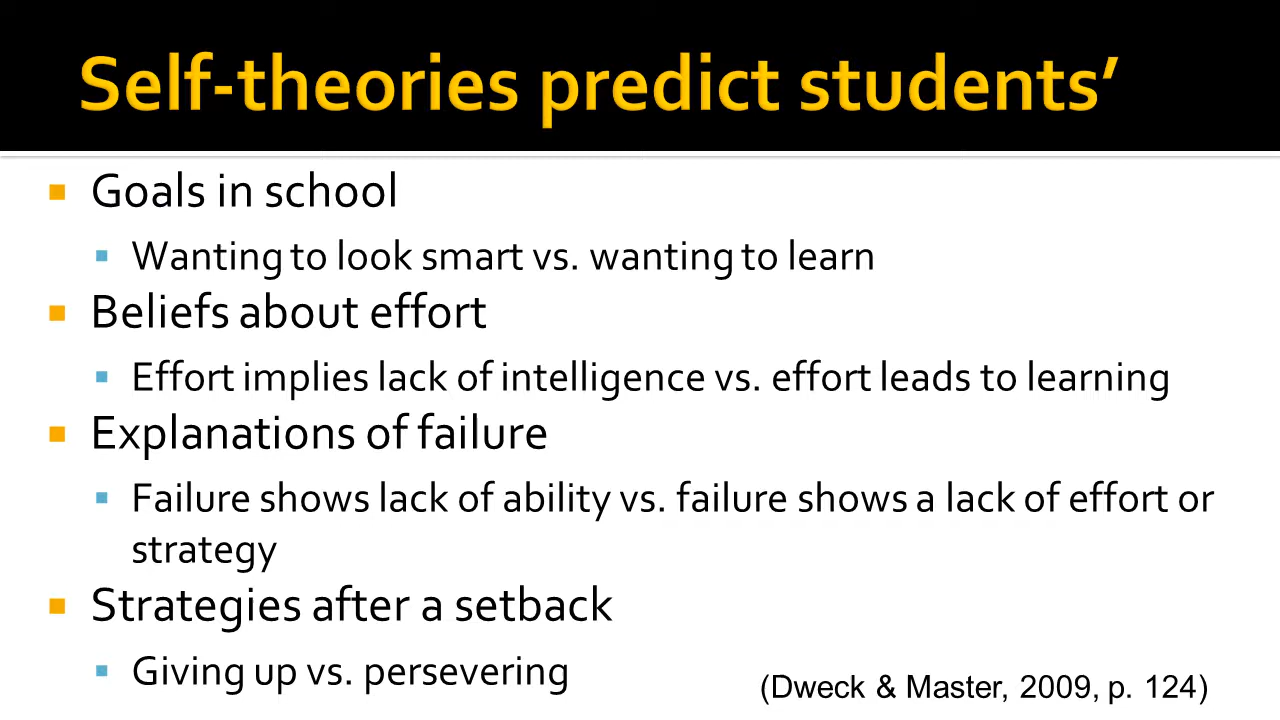 Self-theories predict students’
Goals in school
Wanting to look smart vs. wanting to learn
Beliefs about effort
Effort implies lack of intelligence vs. effort leads to learning
Explanations of failure
Failure shows lack of ability vs. failure shows a lack of effort or
strategy
Strategies after a setback
Giving up vs. persevering
(Dweck & Master, 2009, p. 124)